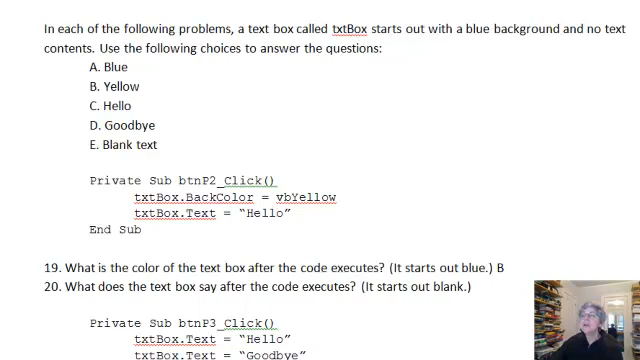 In each of the following problems, a text box called txtBox starts out with a blue background and no text
contents. Use the following choices to answer the questions:
A. Blue
B. Yellow
C. Hello
D. Goodbye
E. Blank text
Private Sub btnP2_Click()
txtBox.BackColor = vbYellow
txtBox.Text = “Hello”
End Sub
19. What is the color of the text box after the code executes? (It starts out blue.) B
20. What does the text box say after the code executes? (It starts out blank.)
Private Sub btnP3_Click()
txtBox.Text = “Hello”
txtBox.Text = “Goodbye”